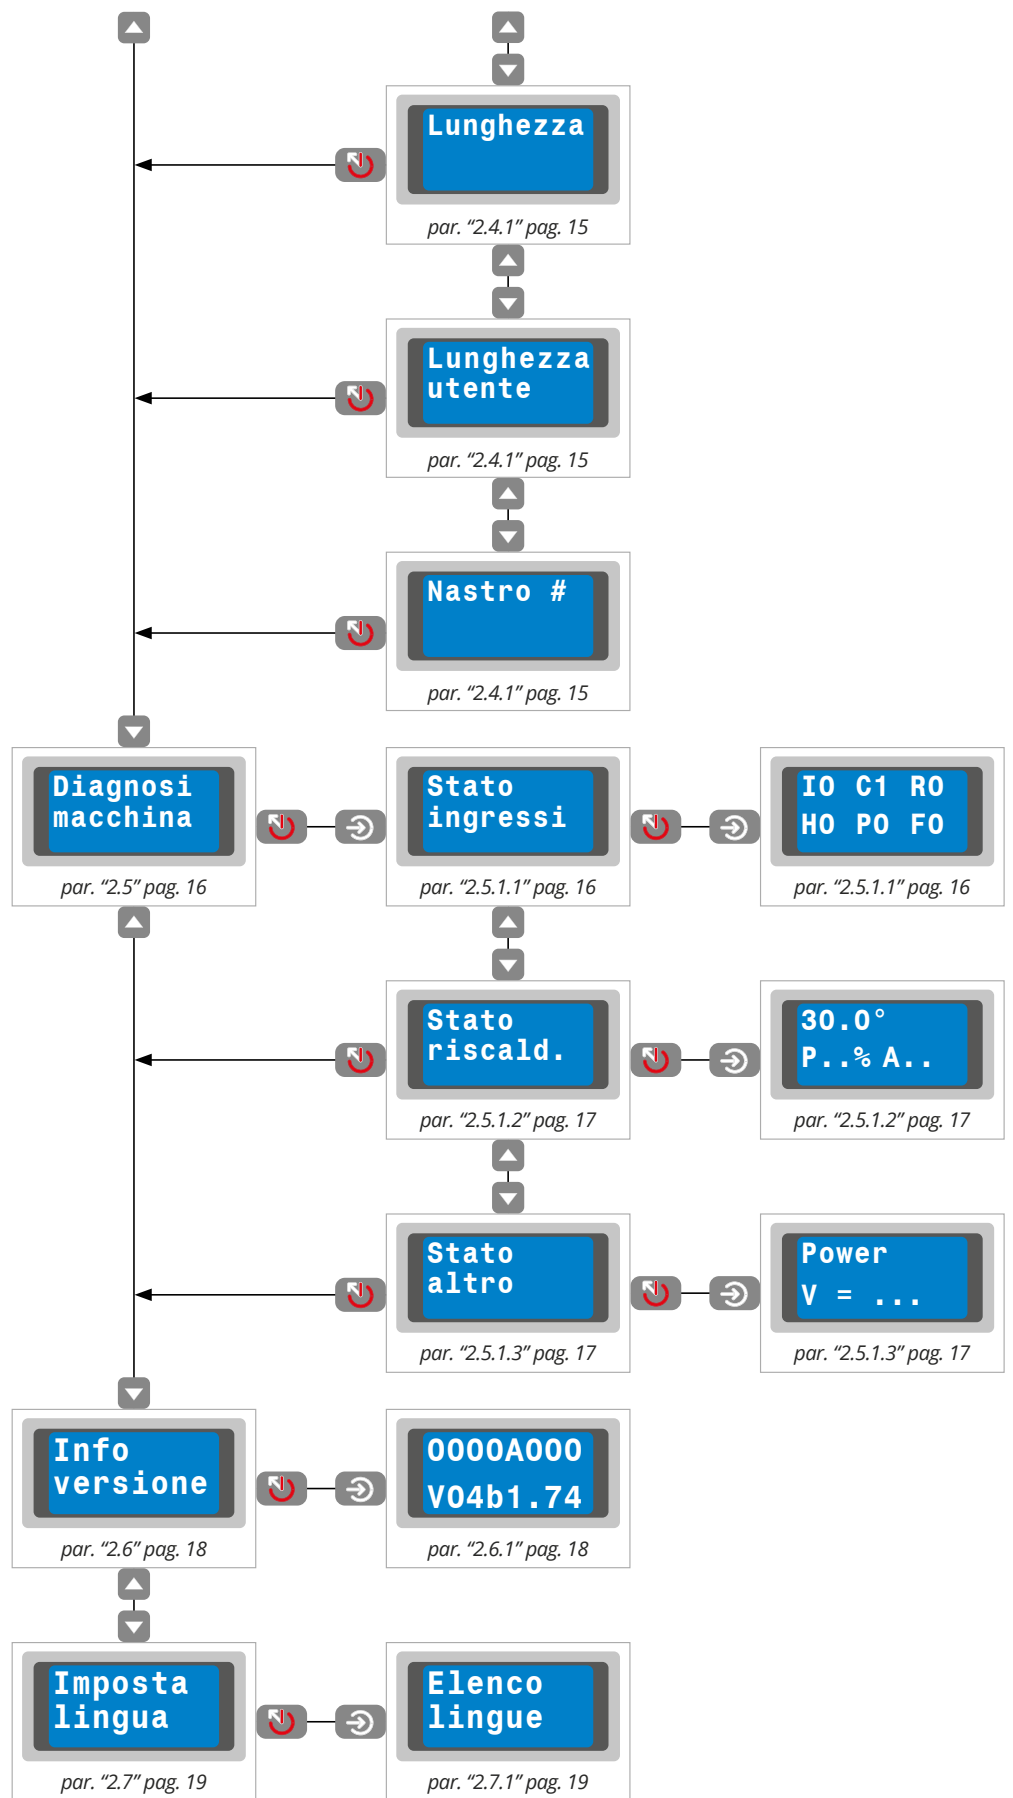 Lunghezza
par. “2.4.1” pag. 15
Lunghezza
utente
par. “2.4.1” pag. 15
Nastro #
par. “2.4.1” pag. 15
Diagnosi
macchina
par. “2.5” pag. 16
Stato
ingressi
par. “2.5.1.1” pag. 16
I0 C1 R0
H0 P0 F0
par. “2.5.1.1” pag. 16
Stato
riscald.
par. “2.5.1.2” pag. 17
30.0°
P..% A..
par. “2.5.1.2” pag. 17
Stato
altro
par. “2.5.1.3” pag. 17
Power
V = ...
par. “2.5.1.3” pag. 17
Info
versione
par. “2.6” pag. 18
0000A000
V04b1.74
par. “2.6.1” pag. 18
Imposta
lingua
par. “2.7” pag. 19
Elenco
lingue
par. “2.7.1” pag. 19